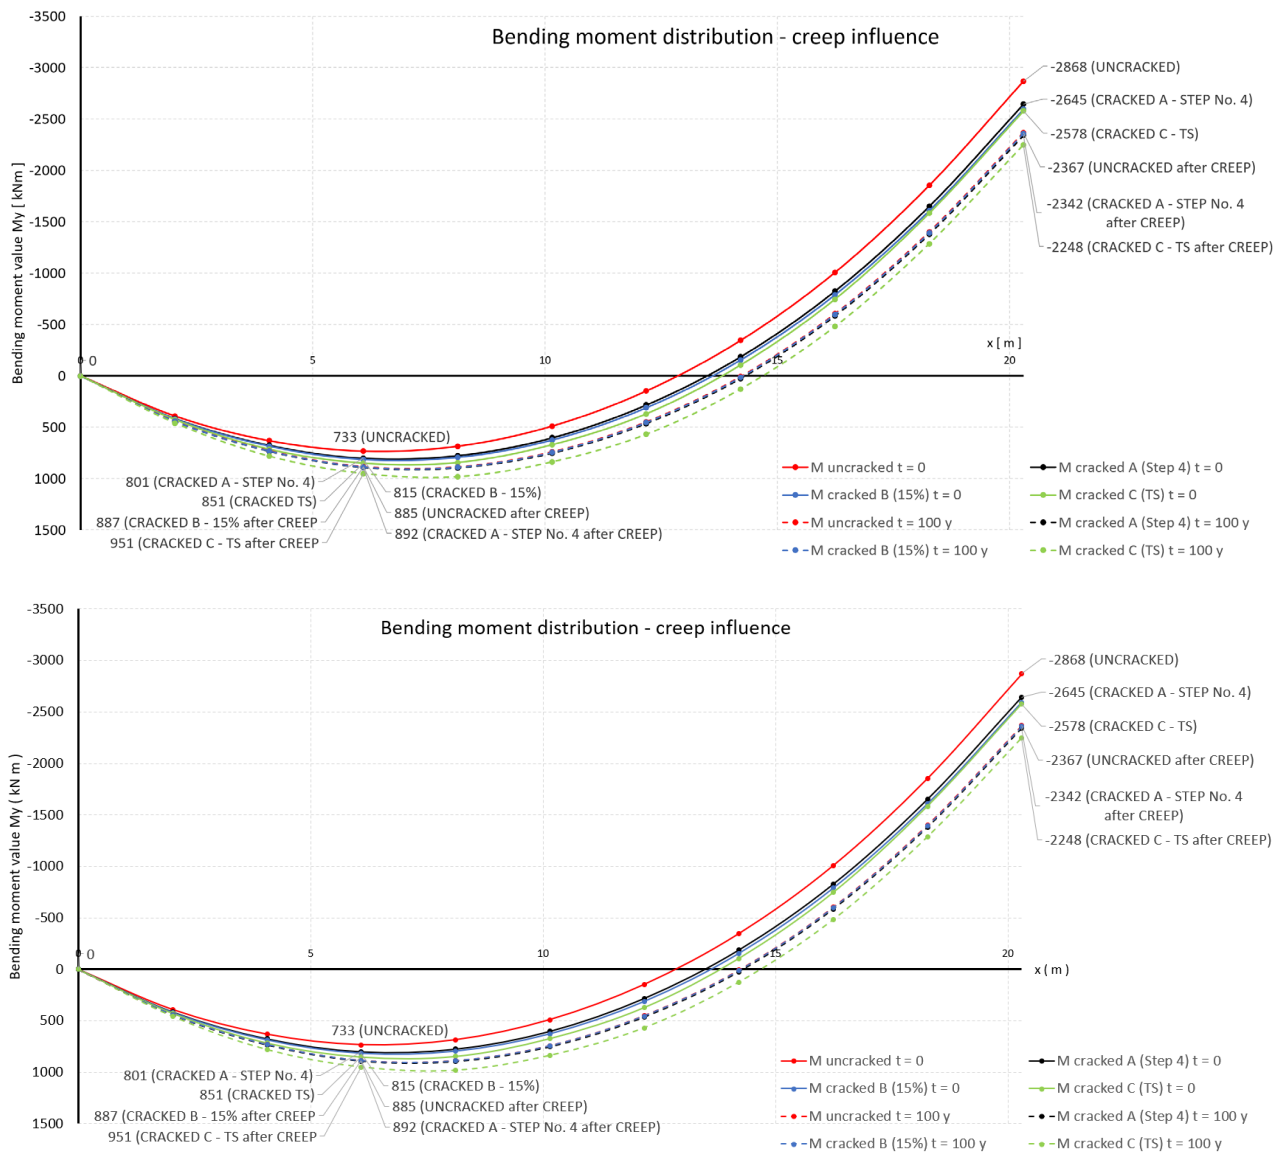 Bending moment distribution - creep influence
-3500
-3000
-2500
-2000
-1500
-1000
-500
0
500
1000
1500
Bending moment value My [ kNm ]
0 0
5
10
15
20
x [ m ]
-2868 (UNCRACKED)
-2645 (CRACKED A - STEP No. 4)
-2578 (CRACKED C - TS)
-2367 (UNCRACKED after CREEP)
-2342 (CRACKED A - STEP No. 4
after CREEP)
-2248 (CRACKED C - TS after CREEP)
733 (UNCRACKED)
801 (CRACKED A - STEP No. 4)
851 (CRACKED TS)
887 (CRACKED B - 15% after CREEP
951 (CRACKED C - TS after CREEP
815 (CRACKED B - 15%)
885 (UNCRACKED after CREEP)
892 (CRACKED A - STEP No. 4 after CREEP)
M uncracked t = 0
M cracked A (Step 4) t = 0
M cracked B (15%) t = 0
M cracked C (TS) t = 0
M uncracked t = 100 y
M cracked A (Step 4) t = 100 y
M cracked B (15%) t = 100 y
M cracked C (TS) t = 100 y
Bending moment distribution - creep influence
-3500
-3000
-2500
-2000
-1500
-1000
-500
0
500
1000
1500
Bending moment value My ( kN m )
0 0
5
10
15
20
x ( m )
-2868 (UNCRACKED)
-2645 (CRACKED A - STEP No. 4)
-2578 (CRACKED C - TS)
-2367 (UNCRACKED after CREEP)
-2342 (CRACKED A - STEP No. 4
after CREEP)
-2248 (CRACKED C - TS after CREEP)
733 (UNCRACKED)
801 (CRACKED A - STEP No. 4)
851 (CRACKED TS)
887 (CRACKED B - 15% after CREEP
951 (CRACKED C - TS after CREEP
815 (CRACKED B - 15%)
885 (UNCRACKED after CREEP)
892 (CRACKED A - STEP No. 4 after CREEP)
M uncracked t = 0
M cracked A (Step 4) t = 0
M cracked B (15%) t = 0
M cracked C (TS) t = 0
M uncracked t = 100 y
M cracked A (Step 4) t = 100 y
M cracked B (15%) t = 100 y
M cracked C (TS) t = 100 y